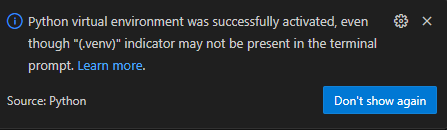 Python virtual environment was successfully activated, even
though "(.venv)" indicator may not be present in the terminal
prompt. Learn more.
Source: Python
Don't show again